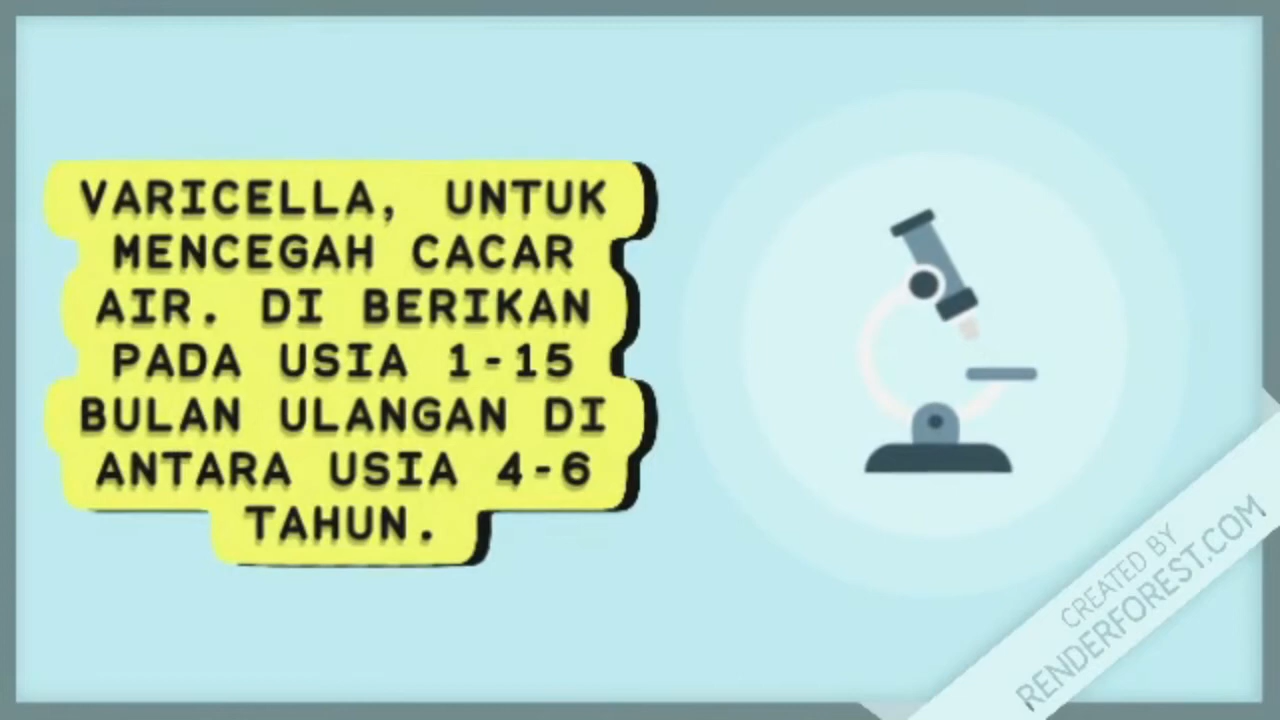 VARICELLA, UNTUK
MENCEGAH CACAR
AIR. DI BERIKAN
PADA USIA 1-15
BULAN ULANGAN DI
ANTARA USIA 4-6
TAHUN.
CREATED BY
RENDERFOREST.COM